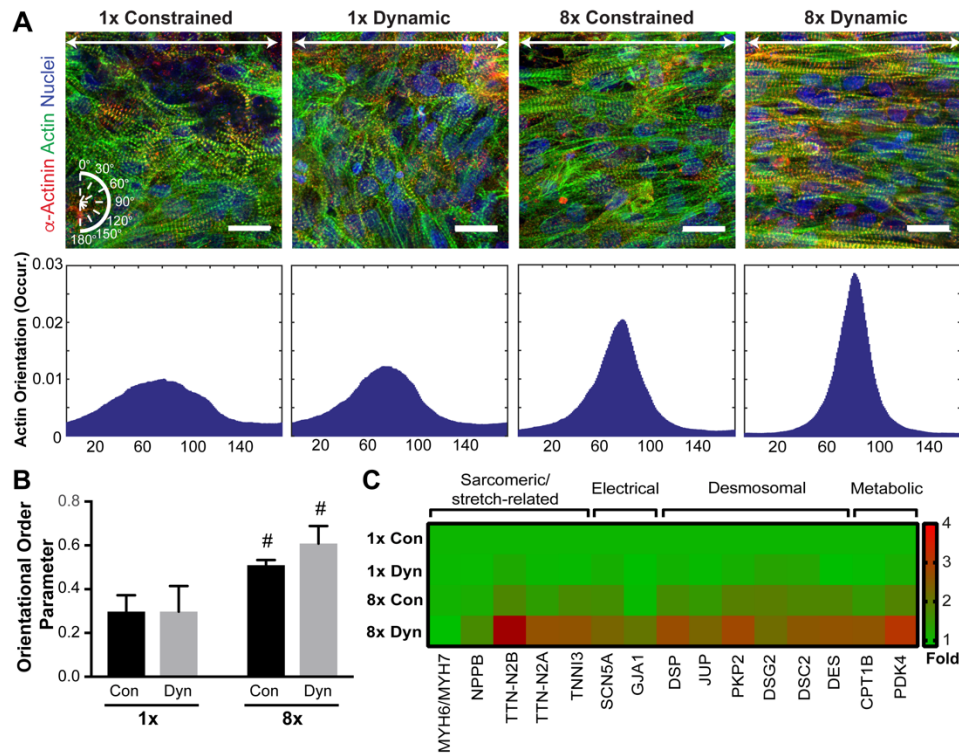 A
1x Constrained
1x Dynamic
8x Constrained
8x Dynamic
α-Actinin Actin Nuclei
0°
30°
60°
90°
120°
150°
180°
Actin Orientation (Occur.)
0.03
0.02
0.01
0
20 60 100 140
20 60 100 140
20 60 100 140
20 60 100 140
B
Orientational Order
Parameter
0.8
0.6
0.4
0.2
0.0
#
#
Con Dyn Con Dyn
1x 8x
C
Sarcomeric/
stretch-related
Electrical
Desmosomal
Metabolic
1x Con
1x Dyn
8x Con
8x Dyn
MYH6/MYH7
NPPB
TTN-N2B
TTN-N2A
TNNI3
SCN5A
GJA1
DSP
JUP
PKP2
DSG2
DSC2
DES
CPT1B
PDK4
4
3
2
1
Fold